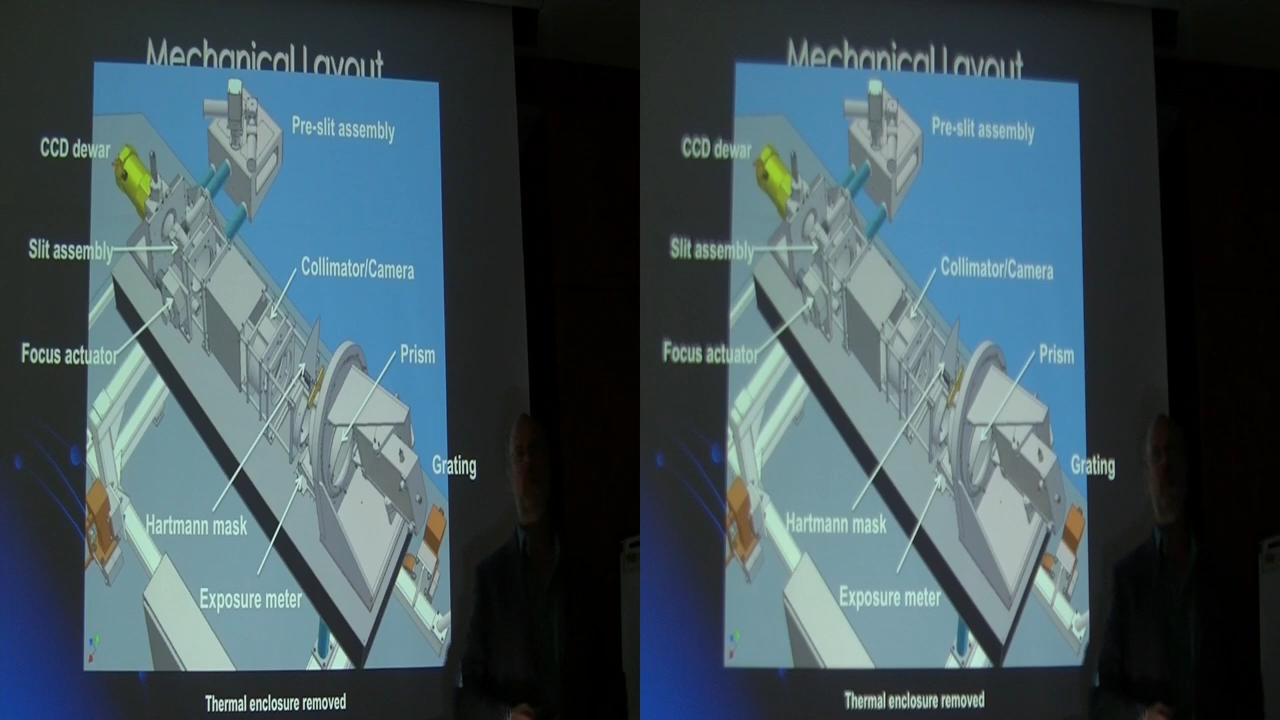 Mechanical Layout
Pre-slit assembly
CCD dewar
Slit assembly
Collimator/Camera
Focus actuator
Prism
Grating
Hartmann mask
Exposure meter
Thermal enclosure removed
Mechanical Layout
Pre-slit assembly
CCD dewar
Slit assembly
Collimator/Camera
Focus actuator
Prism
Grating
Hartmann mask
Exposure meter
Thermal enclosure removed